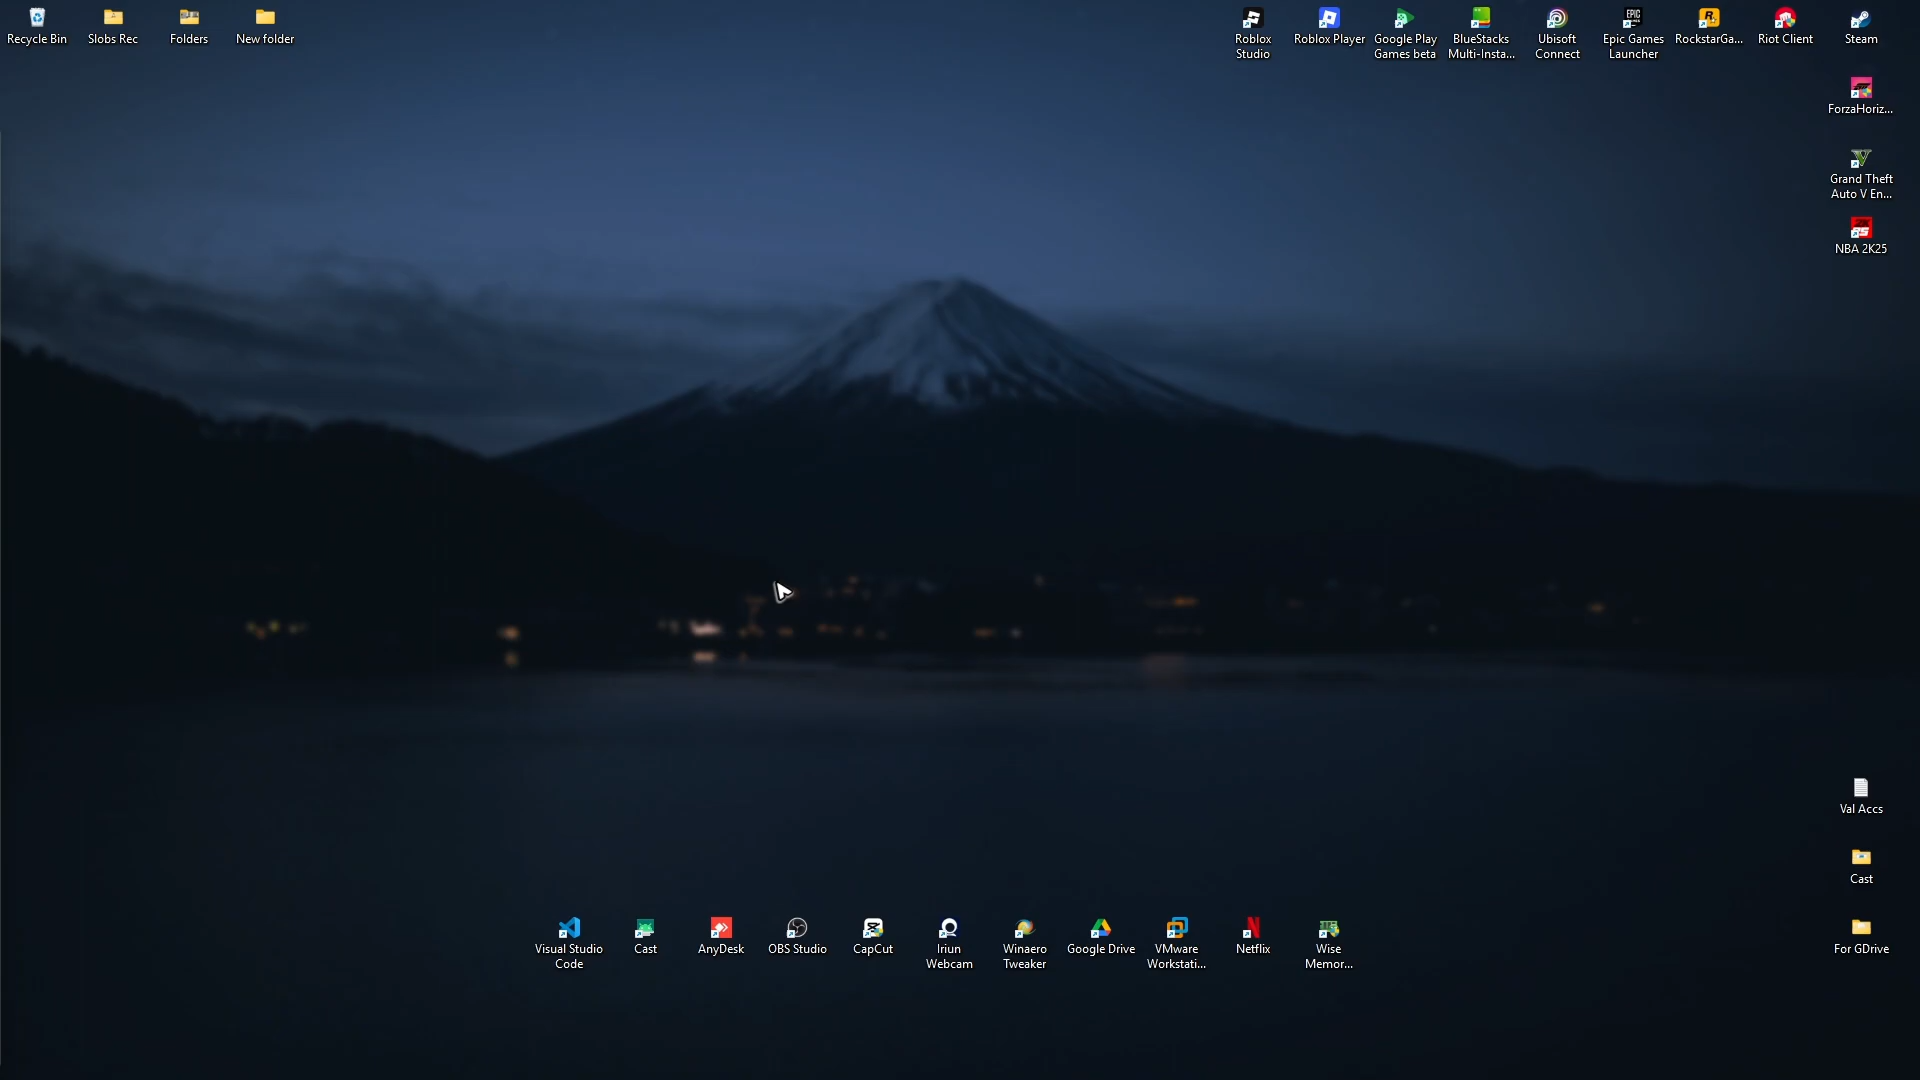 Recycle Bin
Slobs Rec
Folders
New folder
Roblox
Studio
Roblox Player
Google Play
Games beta
BlueStacks
Multi-Insta...
Ubisoft
Connect
Epic Games
Launcher
RockstarGa...
Riot Client
Steam
ForzaHoriz...
Grand Theft
Auto V En...
NBA 2K25
Val Accs
Cast
For GDrive
Visual Studio
Code
Cast
AnyDesk
OBS Studio
CapCut
Iriun
Webcam
Winaero
Tweaker
Google Drive
VMware
Workstati...
Netflix
Wise
Memor...